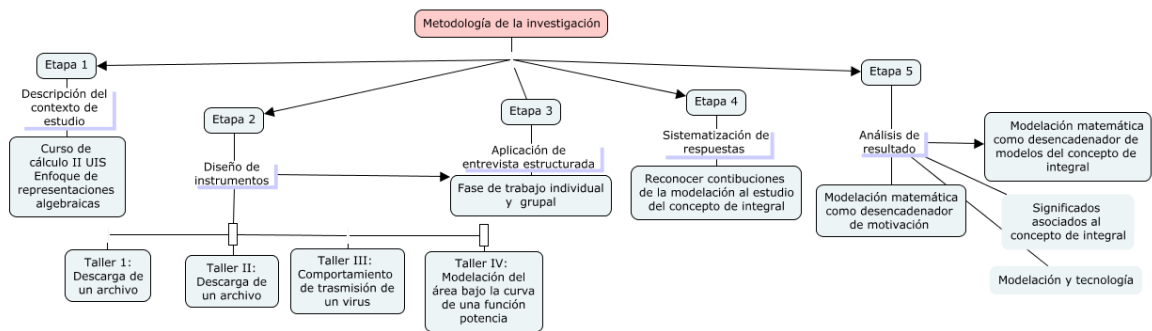 Metodología de la investigación
Etapa 1
Descripción del
contexto de
estudio
Curso de
cálculo II UIS
Enfoque de
representaciones
algebraicas
Etapa 2
Diseño de
instrumentos
Taller 1:
Descarga de
un archivo
Taller II:
Descarga de
un archivo
Taller III:
Comportamiento
de trasmisión de
un virus
Taller IV:
Modelación del
área bajo la curva
de una función
potencia
Etapa 3
Aplicación de
entrevista estructurada
Fase de trabajo individual
y grupal
Etapa 4
Sistematización de
respuestas
Reconocer contibuciones
de la modelación al estudio
del concepto de integral
Etapa 5
Análisis de
resultado
Modelación matemática
como desencadenador de
modelos del concepto de
integral
Modelación matemática
como desencadenador
de motivación
Significados
asociados al
concepto de integral
Modelación y tecnología